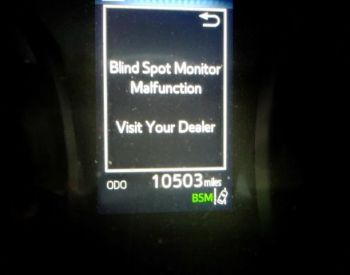 Blind Spot Monitor
Malfunction
Visit Your Dealer
ODO 10503 miles
BSM